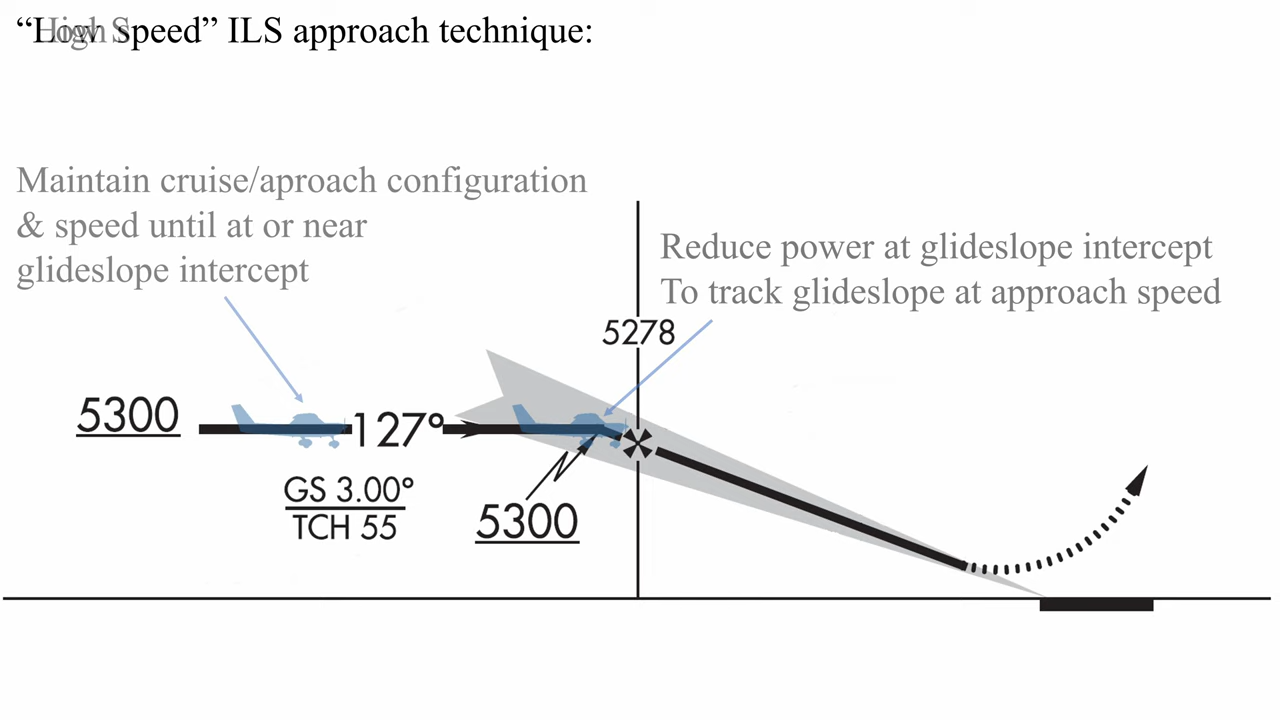 “High Speed” ILS approach technique:
Maintain cruise/aproach configuration
& speed until at or near
glideslope intercept
Reduce power at glideslope intercept
To track glideslope at approach speed
5278
5300
127°
GS 3.00°
TCH 55
5300